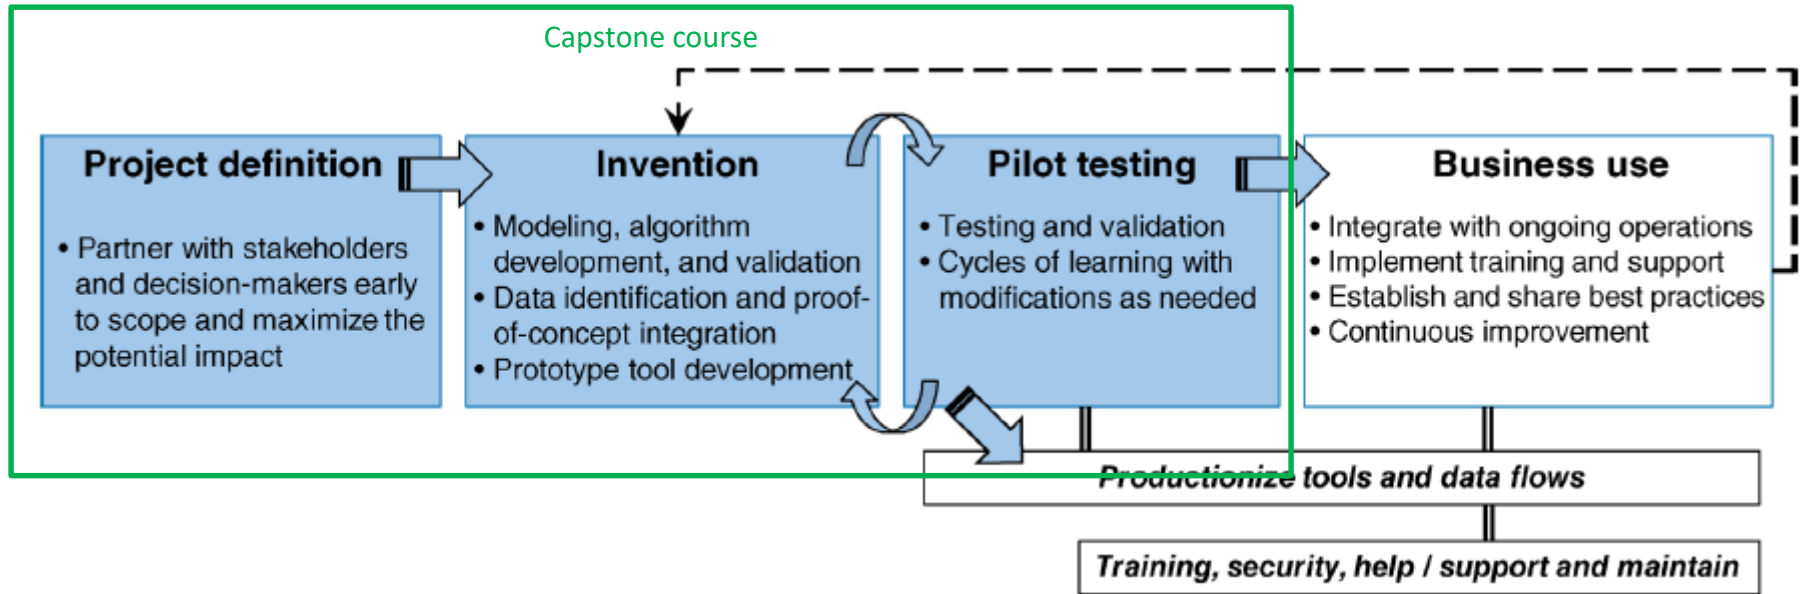 Capstone course
Project definition
• Partner with stakeholders
and decision-makers early
to scope and maximize the
potential impact
Invention
• Modeling, algorithm
development, and validation
• Data identification and proof-
of-concept integration
• Prototype tool development
Pilot testing
• Testing and validation
• Cycles of learning with
modifications as needed
Business use
• Integrate with ongoing operations
• Implement training and support
• Establish and share best practices
• Continuous improvement
Productionize tools and data flows
Training, security, help / support and maintain